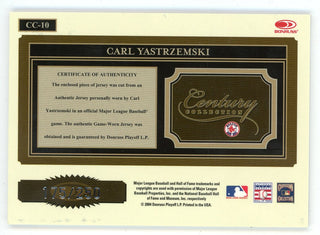 CC-10
DONRUSS
CARL YASTRZEMSKI
CERTIFICATE OF AUTHENTICITY
The enclosed piece of jersey was cut from an
Authentic Jersey personally worn by Carl
Yastrzemski in an official Major League Baseball®
game. The authentic Game-Worn Jersey was
obtained and is guaranteed by Donruss Playoff L.P.
Century
COLLECTION
Major League Baseball and Hall of Fame trademarks and
copyrights are used with permission of Major League
Baseball Properties, Inc. and the National Baseball Hall
of Fame and Museum, Inc. respectively
© 2004 Donruss Playoff L.P. Printed in the USA.